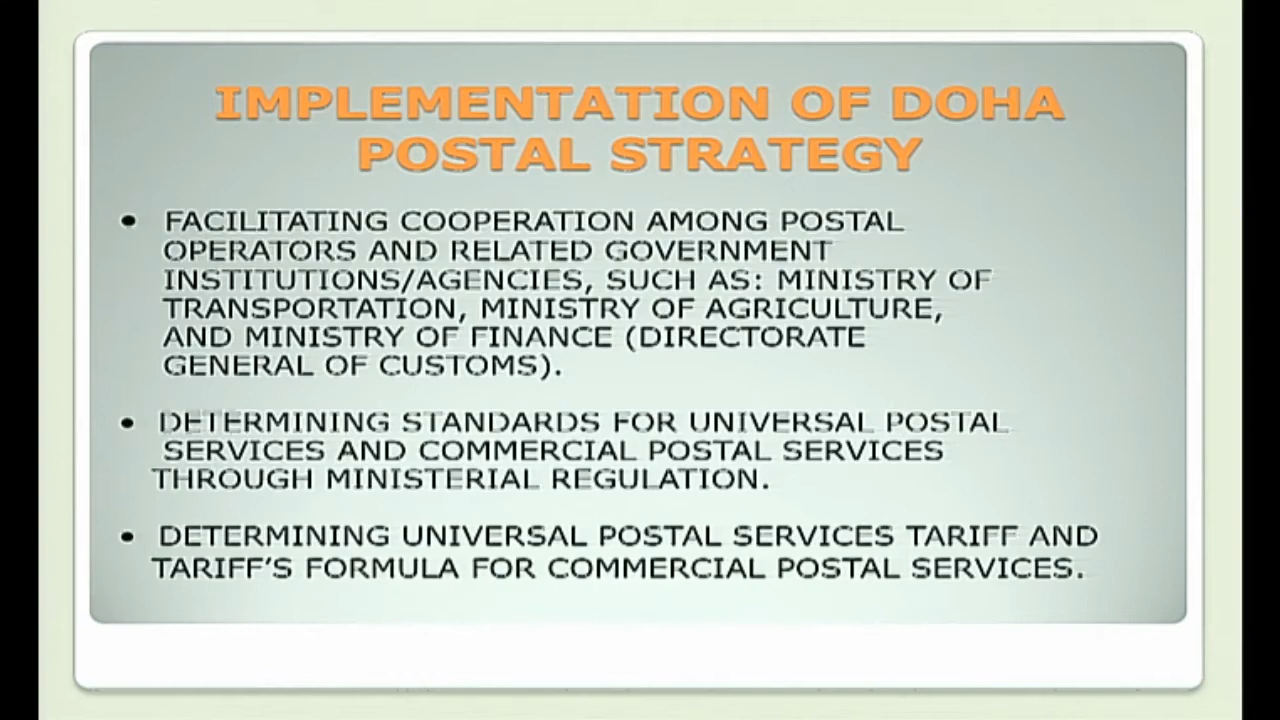 IMPLEMENTATION OF DOHA
POSTAL STRATEGY
• FACILITATING COOPERATION AMONG POSTAL
OPERATORS AND RELATED GOVERNMENT
INSTITUTIONS/AGENCIES, SUCH AS: MINISTRY OF
TRANSPORTATION, MINISTRY OF AGRICULTURE,
AND MINISTRY OF FINANCE (DIRECTORATE
GENERAL OF CUSTOMS).
• DETERMINING STANDARDS FOR UNIVERSAL POSTAL
SERVICES AND COMMERCIAL POSTAL SERVICES
THROUGH MINISTERIAL REGULATION.
• DETERMINING UNIVERSAL POSTAL SERVICES TARIFF AND
TARIFF’S FORMULA FOR COMMERCIAL POSTAL SERVICES.